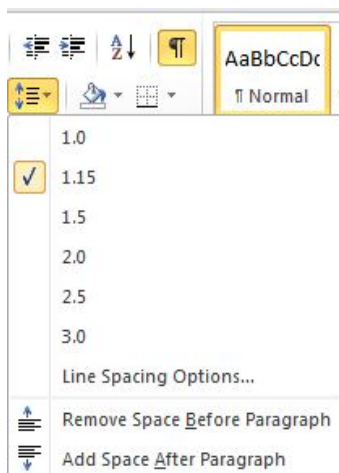 AaBbCcDc
¶ Normal
1.0
1.15
1.5
2.0
2.5
3.0
Line Spacing Options...
Remove Space Before Paragraph
Add Space After Paragraph